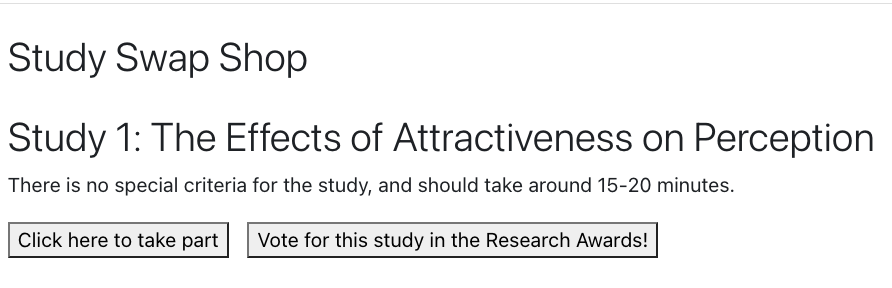 Study Swap Shop
Study 1: The Effects of Attractiveness on Perception
There is no special criteria for the study, and should take around 15-20 minutes.
Click here to take part
Vote for this study in the Research Awards!